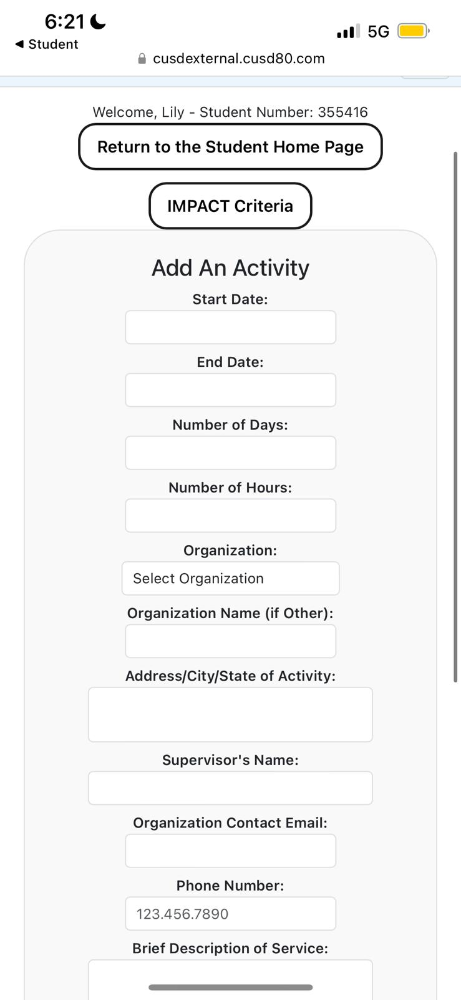 6:21
5G
◀ Student
cusdexternal.cusd80.com
Welcome, Lily - Student Number: 355416
Return to the Student Home Page
IMPACT Criteria
Add An Activity
Start Date:
End Date:
Number of Days:
Number of Hours:
Organization:
Select Organization
Organization Name (if Other):
Address/City/State of Activity:
Supervisor's Name:
Organization Contact Email:
Phone Number:
123.456.7890
Brief Description of Service: